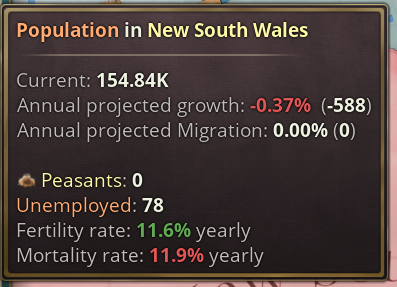 Population in New South Wales
Current: 154.84K
Annual projected growth: -0.37% (-588)
Annual projected Migration: 0.00% (0)
Peasants: 0
Unemployed: 78
Fertility rate: 11.6% yearly
Mortality rate: 11.9% yearly